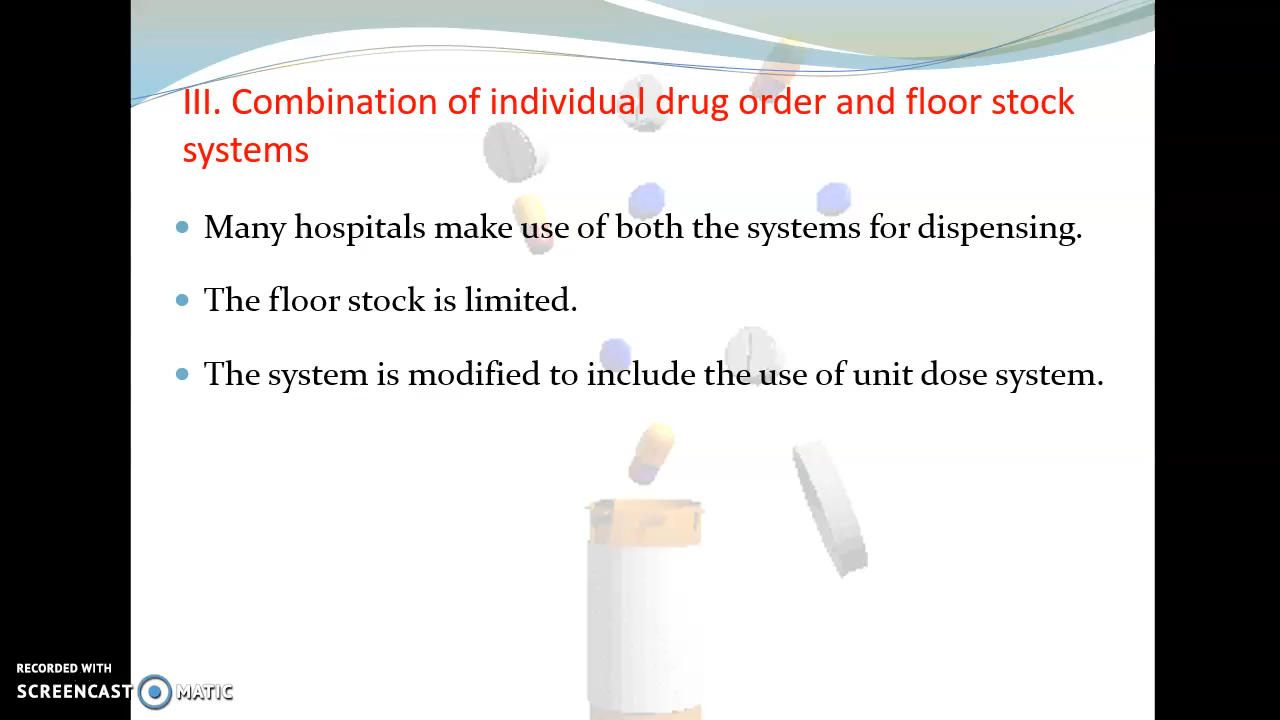 III. Combination of individual drug order and floor stock
systems
Many hospitals make use of both the systems for dispensing.
The floor stock is limited.
The system is modified to include the use of unit dose system.
RECORDED WITH
SCREENCAST MATIC